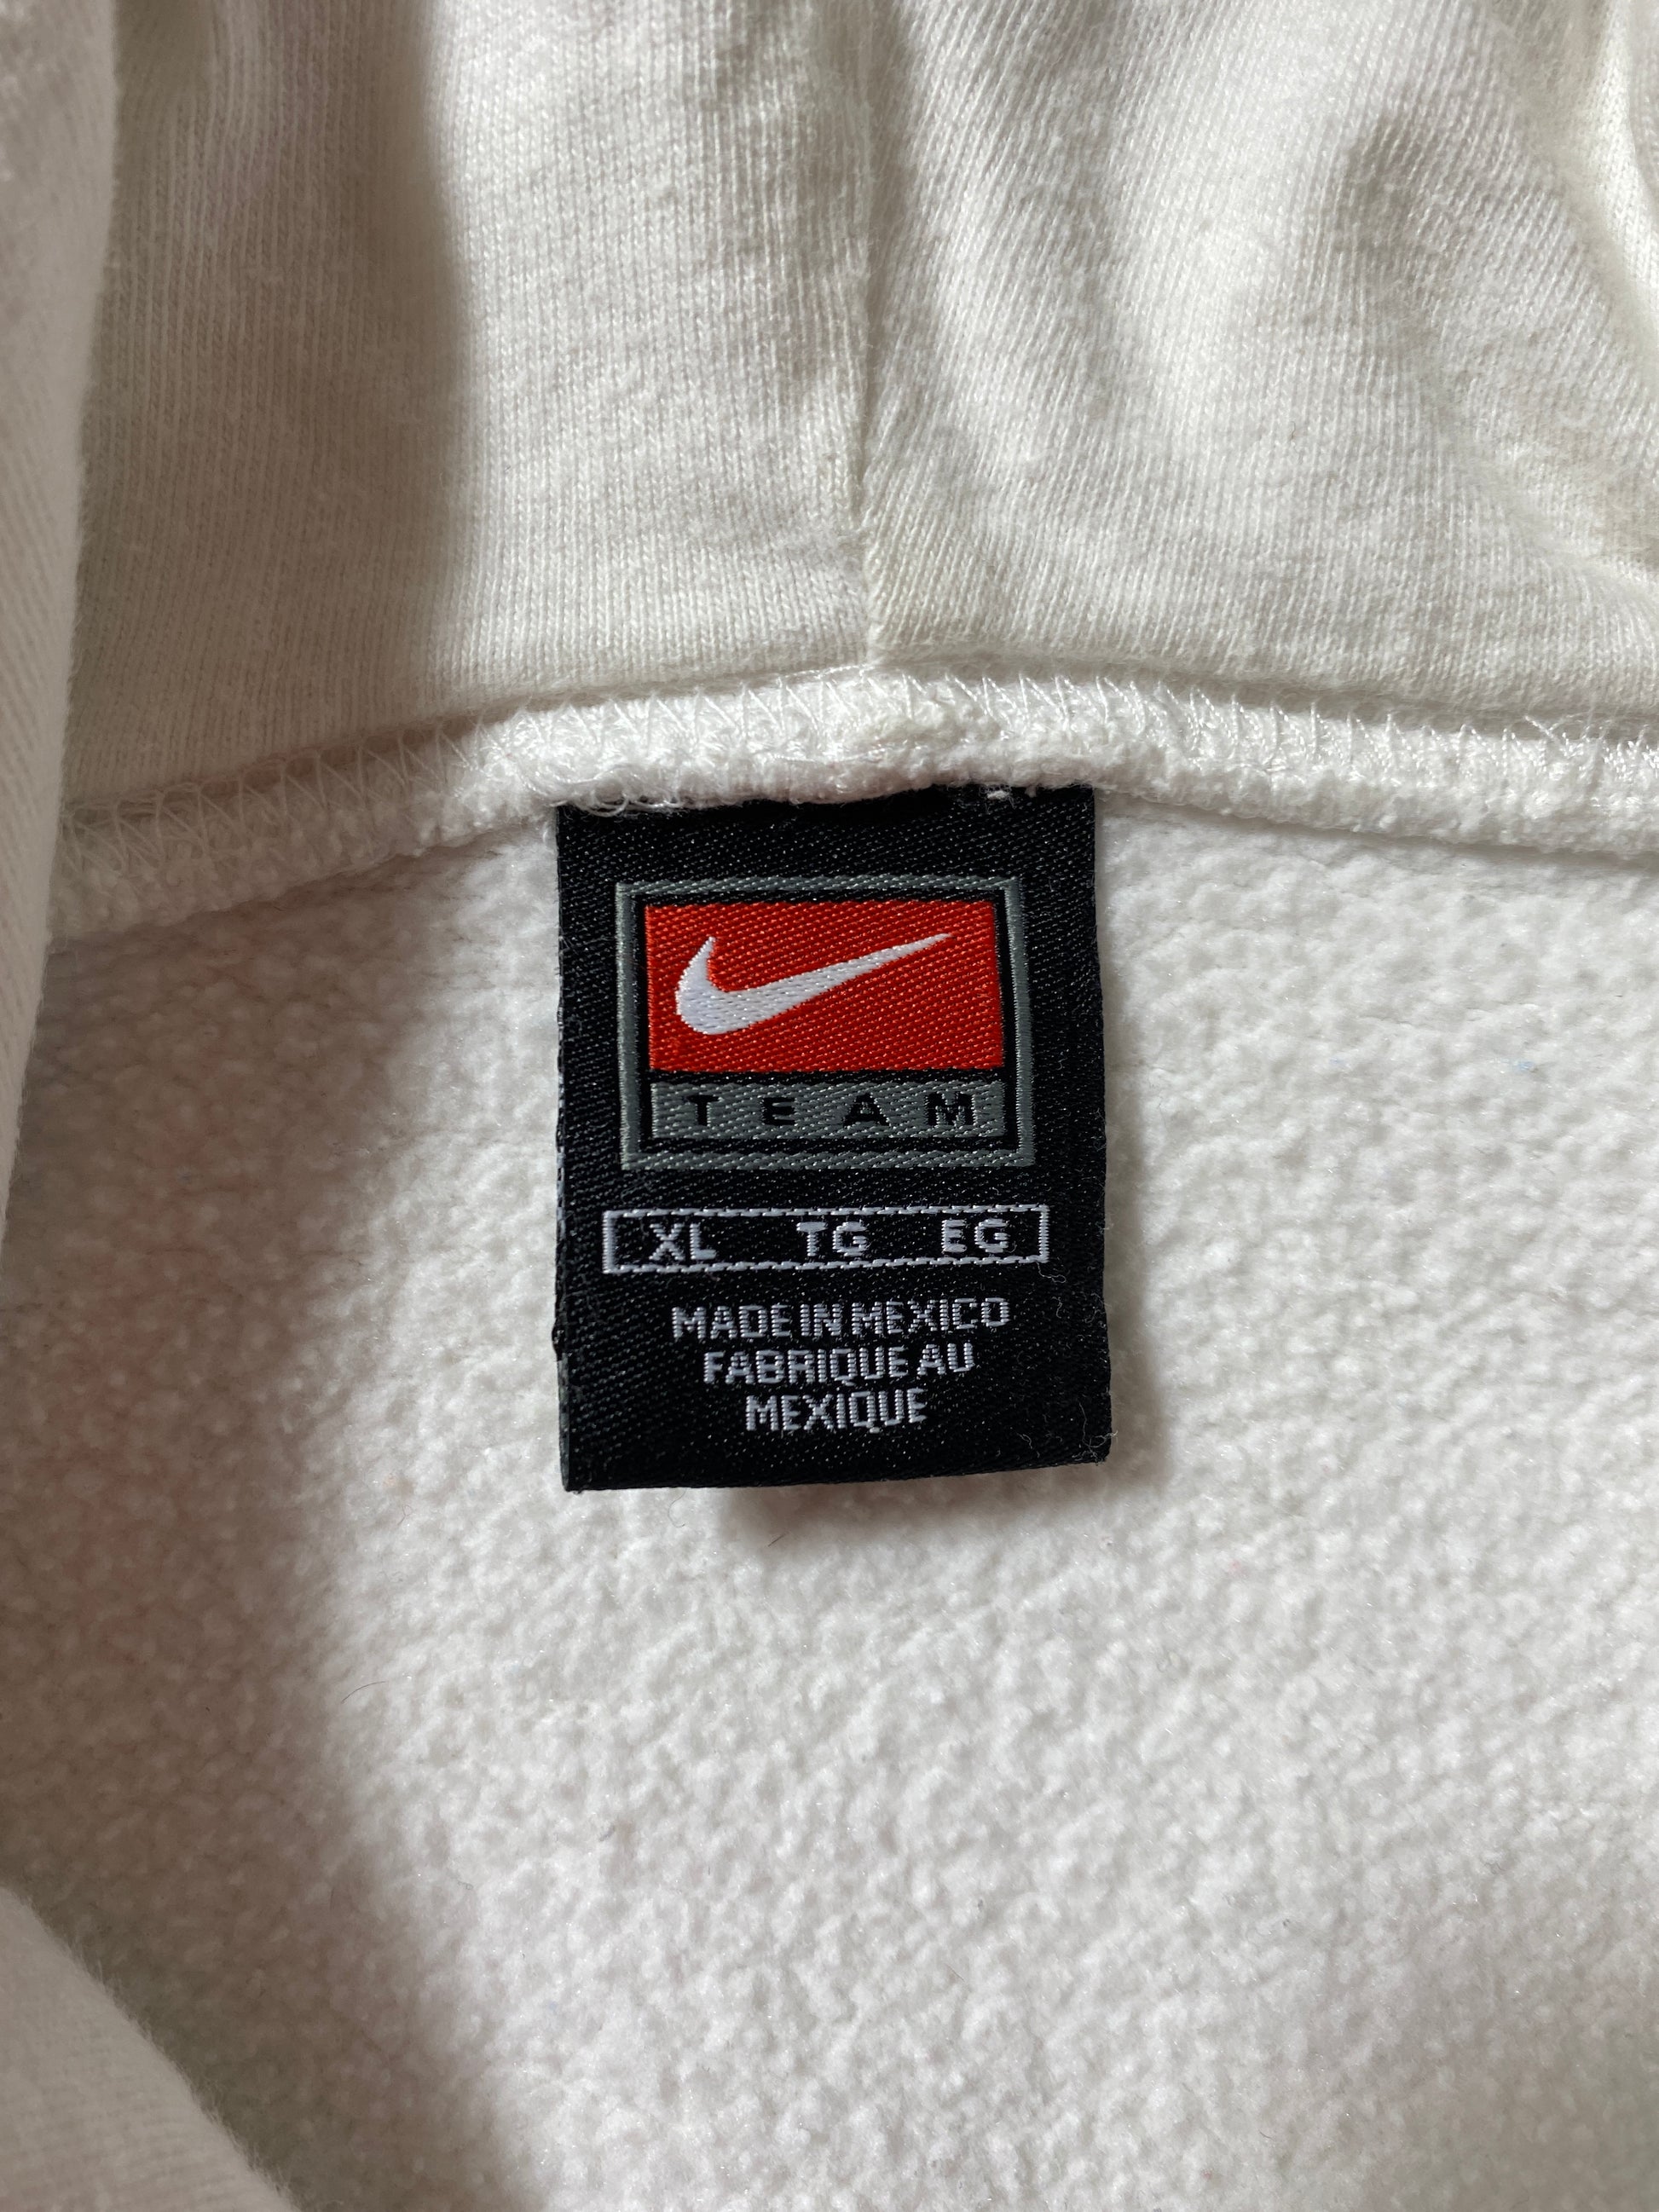 TEAM
XL TG EG
MADE IN MEXICO
FABRIQUE AU
MEXIQUE